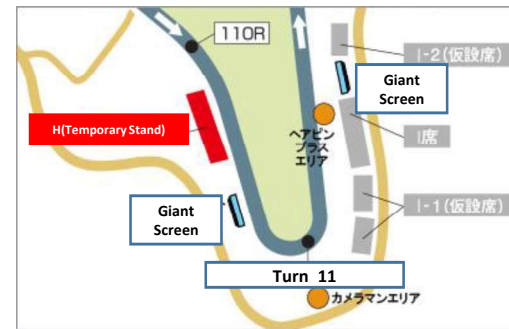 110R
I-2(仮設席)
Giant
Screen
H(Temporary Stand)
ヘアピン
プラス
エリア
I席
Giant
Screen
I-1(仮設席)
Turn 11
カメラマンエリア